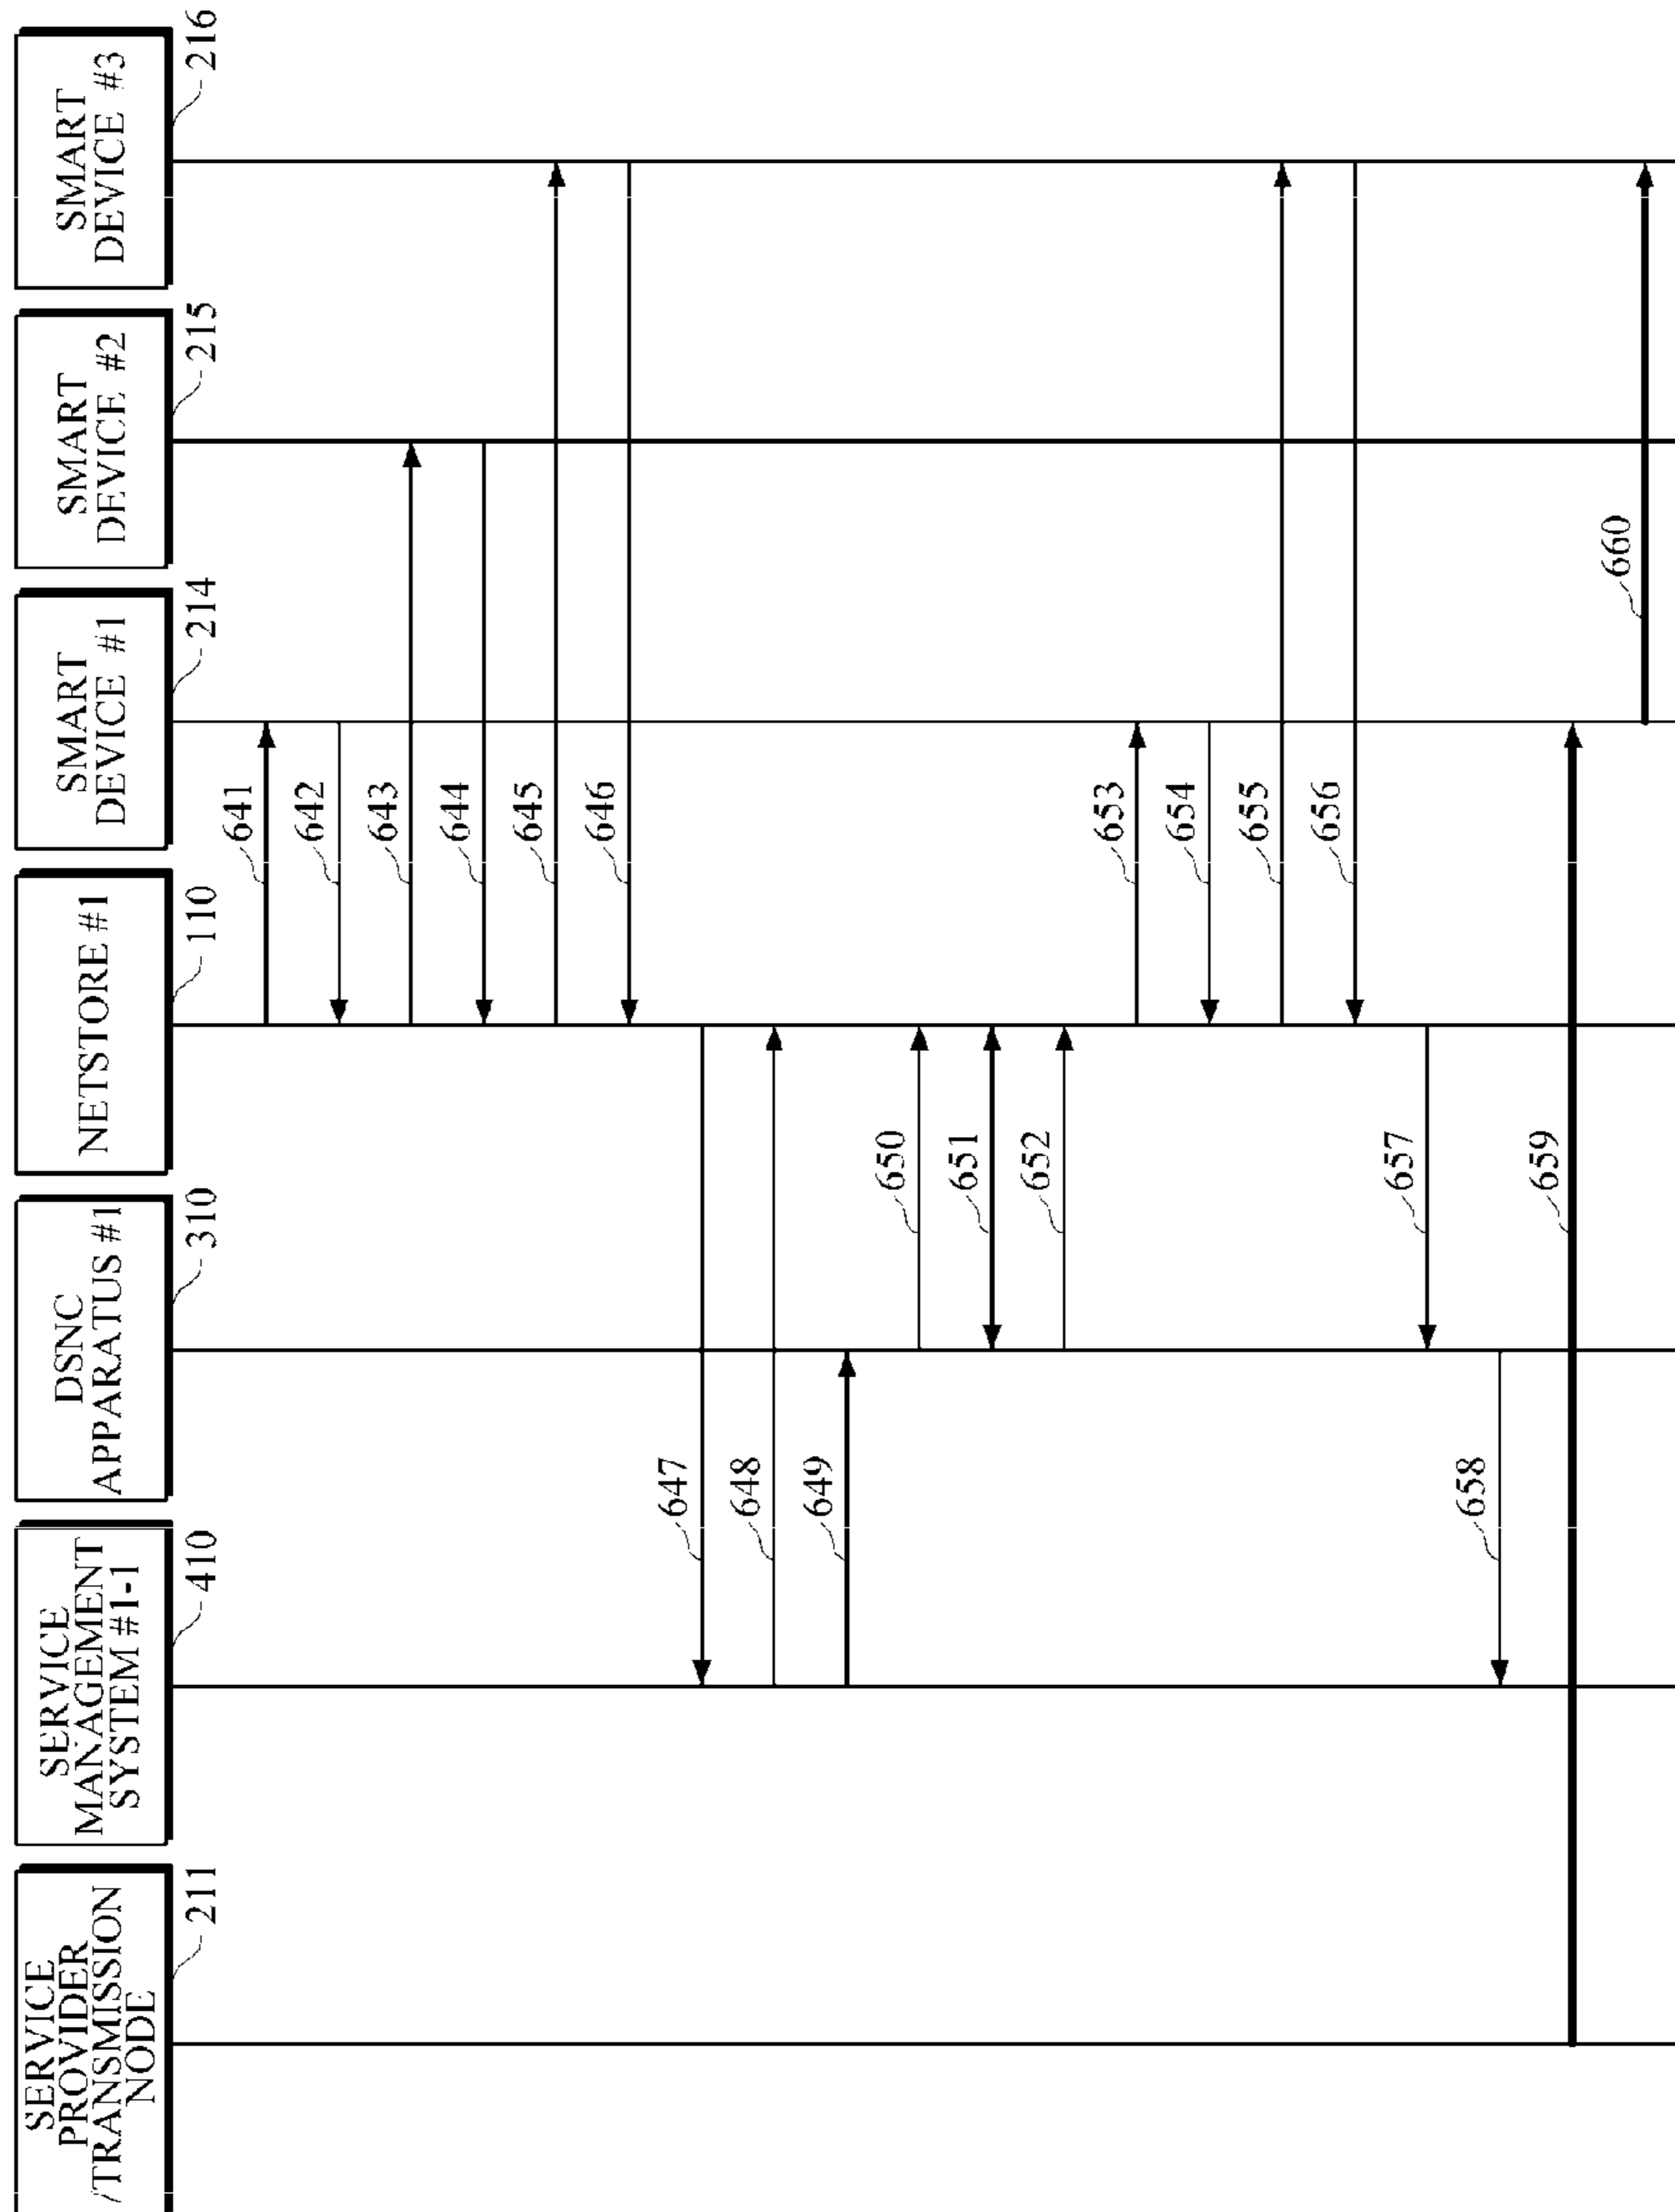 SERVICE
PROVIDER
/TRANSMISSION
NODE
211
SERVICE
MANAGEMENT
SYSTEM #1-1
410
DSNC
APPARATUS #1
310
NETSTORE #1
110
SMART
DEVICE #1
214
SMART
DEVICE #2
215
SMART
DEVICE #3
216
641
642
643
644
645
646
647
648
649
650
651
652
653
654
655
656
657
658
659
660